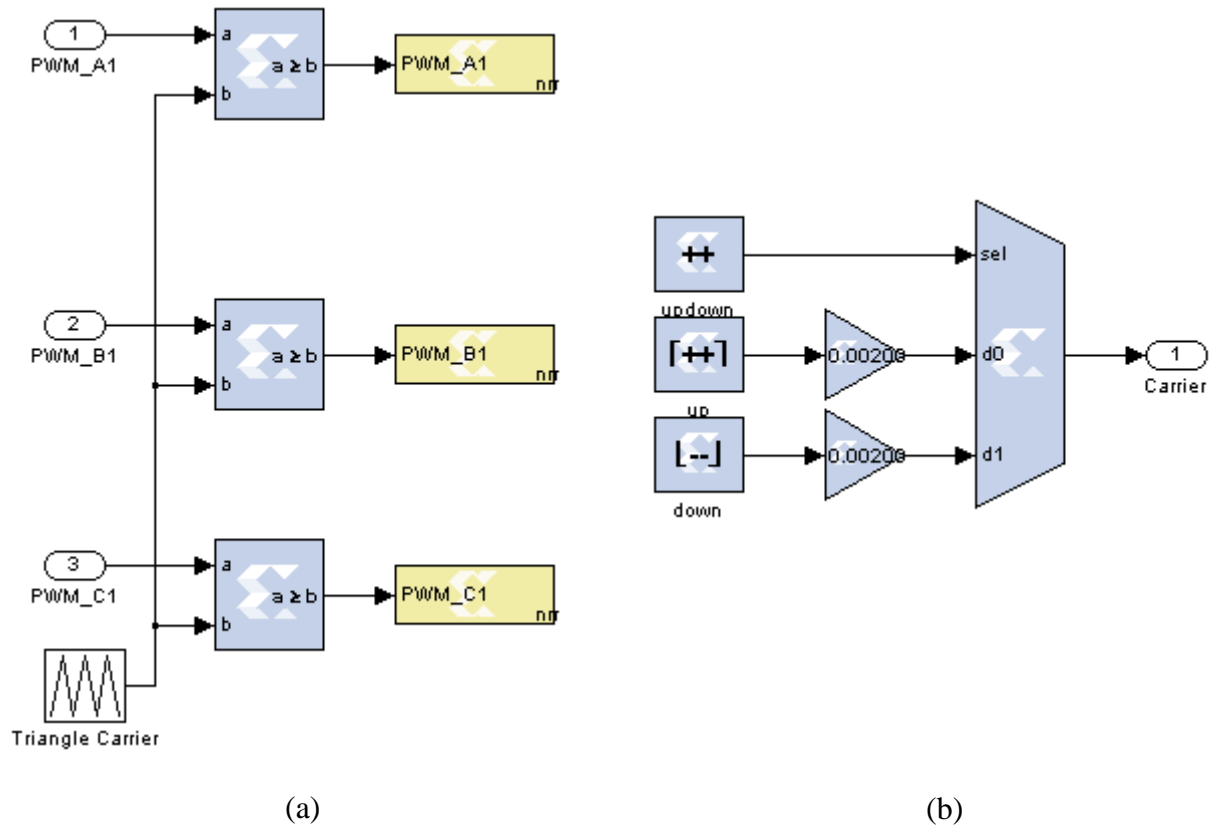 1
a
PWM_A1
a ≥ b
PWM_A1
b
2
a
PWM_B1
a ≥ b
PWM_B1
b
3
a
PWM_C1
a ≥ b
PWM_C1
b
Triangle Carrier
(a)
++
sel
updown
++
0.00200
d0
1
up
Carrier
--
0.00200
d1
down
(b)